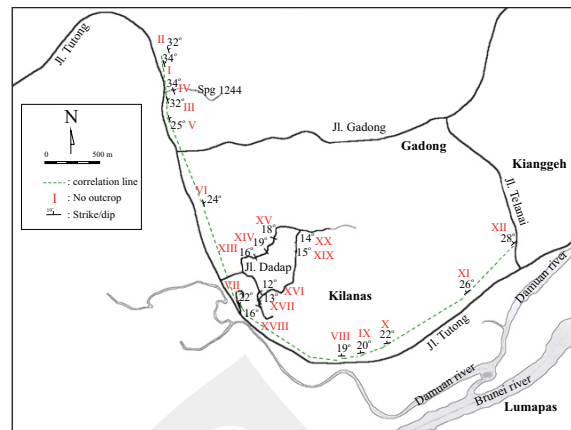 II
32°
34°
I
34°
IV
Spg 1244
32°
III
25°
V
Jl. Tutong
N
0 500 m
: correlation line
I : No outcrop
: Strike/dip
Jl. Gadong
Gadong
Kianggeh
Jl. Telanai
VI
24°
XV
18°
XIV
19°
XIII
16°
14°
XX
15°
XIX
XII
28°
Jl. Dadap
VII
22°
12°
XVI
13°
XVII
16°
XVIII
Kilanas
XI
26°
Damuan river
VIII
19°
IX
20°
X
22°
Jl. Tutong
Damuan river
Brunei river
Lumapas